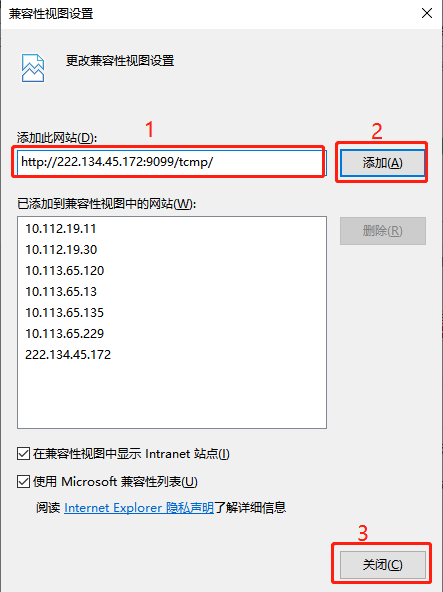 兼容性视图设置
更改兼容性视图设置
1
2
添加此网站(D):
http://222.134.45.172:9099/tcmp/
添加(A)
已添加到兼容性视图中的网站(W):
10.112.19.11
删除(R)
10.112.19.30
10.113.65.120
10.113.65.13
10.113.65.135
10.113.65.229
222.134.45.172
在兼容性视图中显示 Intranet 站点(I)
使用 Microsoft 兼容性列表(U)
阅读 Internet Explorer 隐私声明了解详细信息
3
关闭(C)